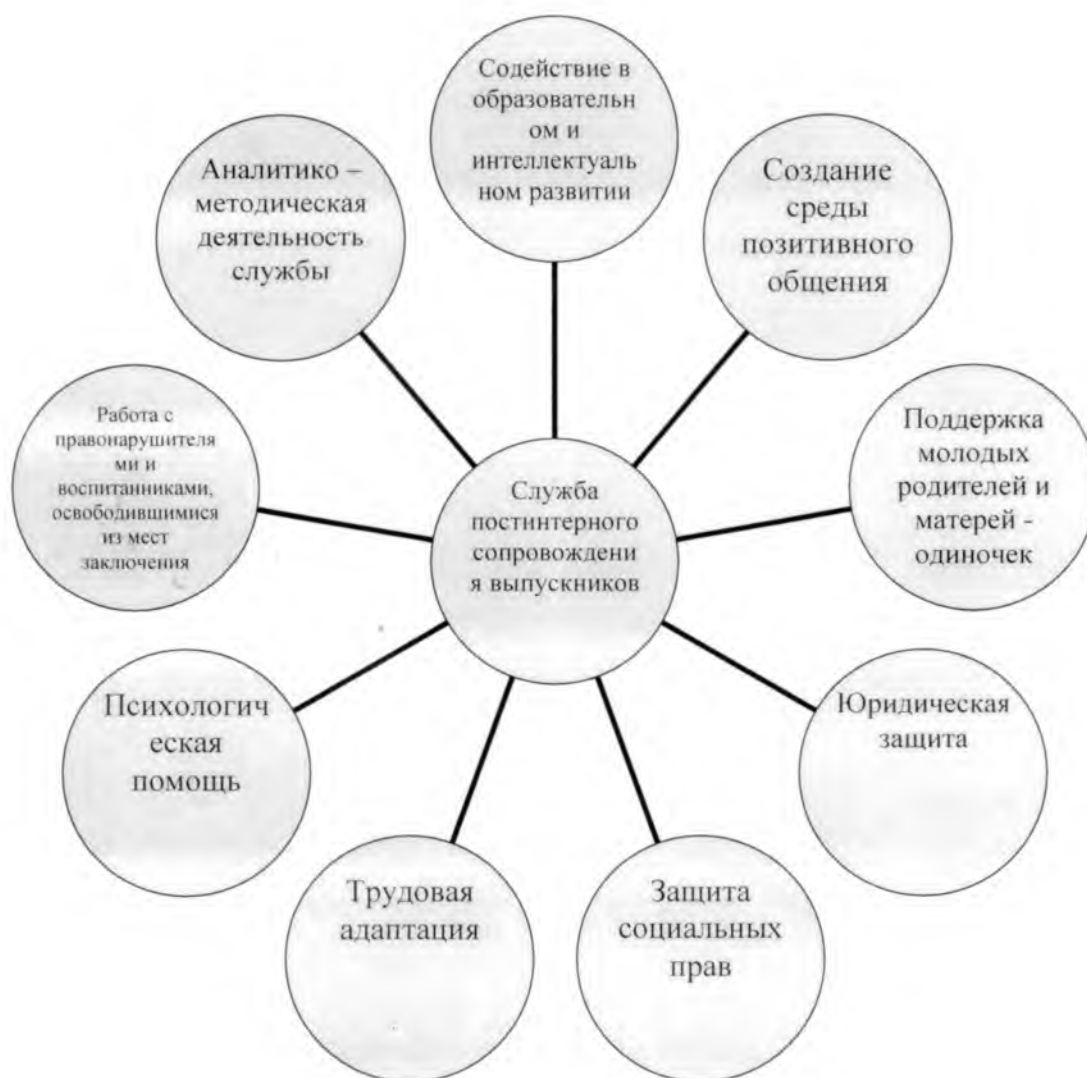 Содействие в
образовательн
ом и
интеллектуаль
ном развитии
Создание
среды
позитивного
общения
Поддержка
молодых
родителей и
матерей -
одиночек
Юридическая
защита
Защита
социальных
прав
Трудовая
адаптация
Психологич
еская
помощь
Работа с
правонарушителя
ми и
воспитанниками,
освободившимися
из мест
заключения
Аналитико –
методическая
деятельность
службы
Служба
постинтерного
сопровождени
я выпускников